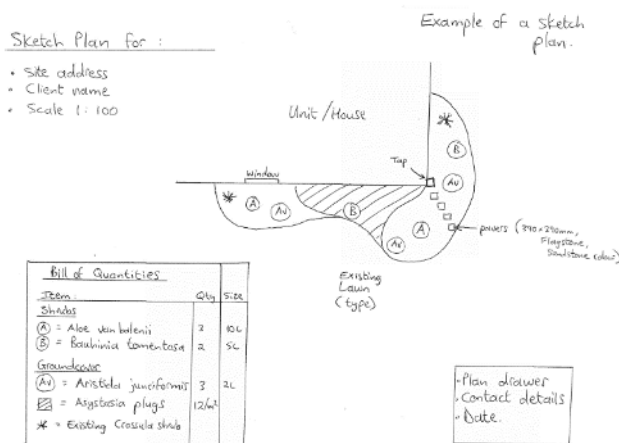 Example of a sketch
plan.
Sketch Plan for :
• Site address
• Client name
• Scale 1 : 100
Unit / House
Tap
Window
B
Av
A
Av
B
A
Av
pavers (390 x 390mm,
Flagstone,
Sandstone colour)
Existing
Lawn
(type)
Bill of Quantities
Item: Qty Size
Shrubs
A = Aloe van balenii 3 10L
B = Bauhinia tomentosa 2 5L
Groundcover
Av = Aristida junciformis 3 2L
= Asystasia plugs 12/m²
= Existing Crassula shrub
• Plan drawer
• Contact details
• Date.